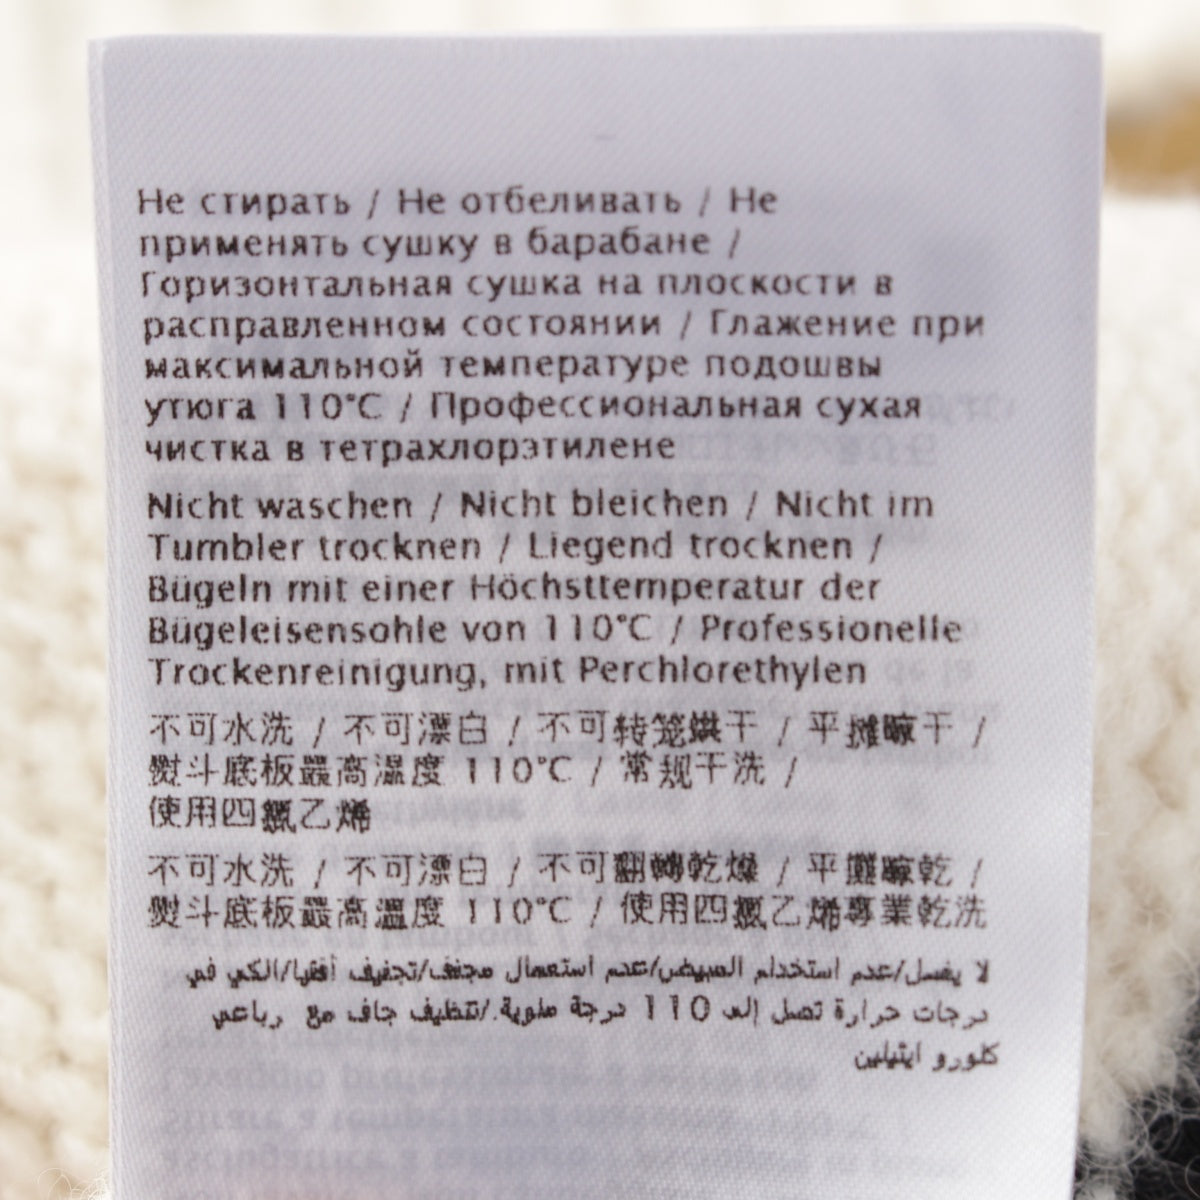 Не стирать / Не отбеливать / Не
применять сушку в барабане /
Горизонтальная сушка на плоскости в
расправленном состоянии / Глажение при
максимальной температуре подошвы
утюга 110°C / Профессиональная сухая
чистка в тетрахлорэтилене
Nicht waschen / Nicht bleichen / Nicht im
Tumbler trocknen / Liegend trocknen /
Bügeln mit einer Höchsttemperatur der
Bügeleisensohle von 110°C / Professionelle
Trockenreinigung, mit Perchlorethylen
不可水洗 / 不可漂白 / 不可转笼烘干 / 平摊晾干 /
熨斗底板最高温度 110°C / 常规干洗 /
使用四氯乙烯
不可水洗 / 不可漂白 / 不可翻轉乾燥 / 平攤晾乾 /
熨斗底板最高溫度 110°C / 使用四氯乙烯專業乾洗
لا يغسل/عدم استخدام المبيض/عدم استعمال مجفف/تجفيف أفقيا/الكي في
درجات حرارة تصل إلى 110 درجة مئوية./تنظيف جاف مع رباعي
كلورو ايثيلين